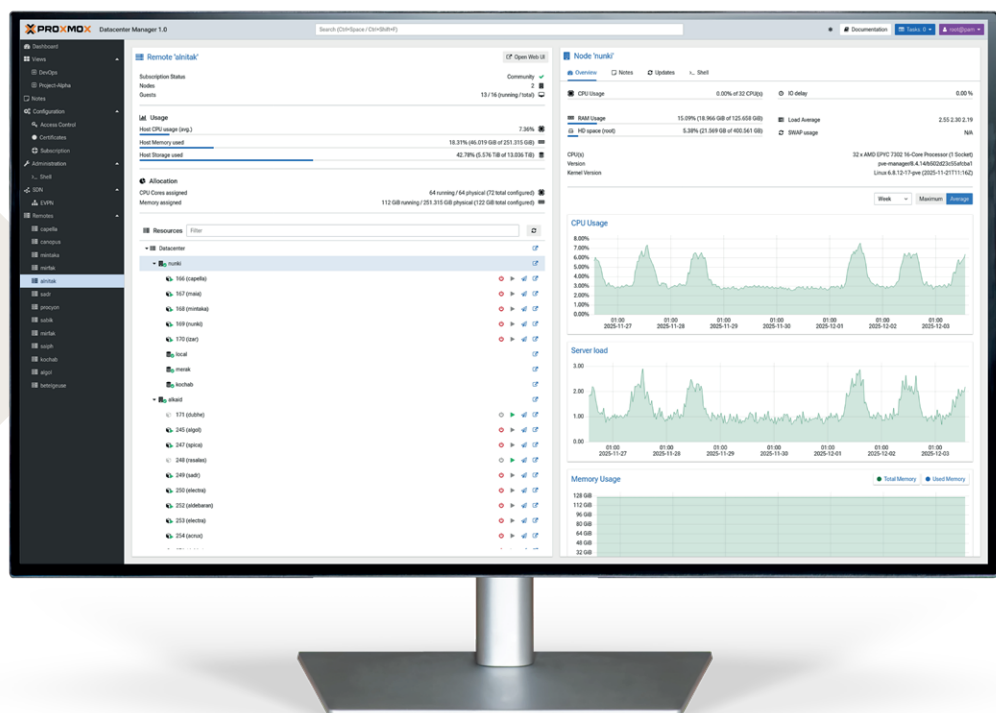 PROXMOX Datacenter Manager 1.0
Search (Ctrl+Space / Ctrl+Shift+F)
Documentation
Tasks: 0
root@pam
Dashboard
Views
DevOps
Project-Alpha
Notes
Configuration
Access Control
Certificates
Subscription
Administration
Shell
SDN
EVPN
Remotes
capella
canopus
mintaka
mirfak
alnitak
sadr
procyon
sabik
mirfak
saiph
kochab
algol
betelgeuse
Remote 'alnitak'
Open Web UI
Subscription Status Community
Nodes 2
Guests 13 / 16 (running / total)
Usage
Host CPU usage (avg.) 7.36%
Host Memory used 18.31% (46.019 GiB of 251.315 GiB)
Host Storage used 42.78% (5.576 TiB of 13.036 TiB)
Allocation
CPU Cores assigned 64 running / 64 physical (72 total configured)
Memory assigned 112 GiB running / 251.315 GiB physical (122 GiB total configured)
Resources Filter
Datacenter
nunki
166 (capella)
167 (maia)
168 (mintaka)
169 (nunki)
170 (izar)
local
merak
kochab
alkaid
171 (dubhe)
245 (algol)
247 (spica)
248 (rasalas)
249 (sadr)
250 (electra)
252 (aldebaran)
253 (electra)
254 (acrux)
Node 'nunki'
Overview Notes Updates Shell
CPU Usage 0.00% of 32 CPU(s)
IO delay 0.00 %
RAM Usage 15.09% (18.966 GiB of 125.658 GiB)
Load Average 2.55 2.30 2.19
HD space (root) 5.38% (21.569 GB of 400.561 GB)
SWAP usage N/A
CPU(s) 32 x AMD EPYC 7302 16-Core Processor (1 Socket)
Version
Kernel Version Linux 6.8.12-17-pve (2025-11-21T11:16Z)
Week Maximum Average
CPU Usage
8.00%
7.00%
6.00%
5.00%
4.00%
3.00%
2.00%
1.00%
0.00%
01:00 01:00 01:00 01:00 01:00 01:00 01:00
2025-11-27 2025-11-28 2025-11-29 2025-11-30 2025-12-01 2025-12-02 2025-12-03
Server load
3.00
2.00
1.00
0.00
01:00 01:00 01:00 01:00 01:00 01:00 01:00
2025-11-27 2025-11-28 2025-11-29 2025-11-30 2025-12-01 2025-12-02 2025-12-03
Memory Usage
Total Memory Used Memory
128 GiB
112 GiB
96 GiB
80 GiB
64 GiB
48 GiB
32 GiB